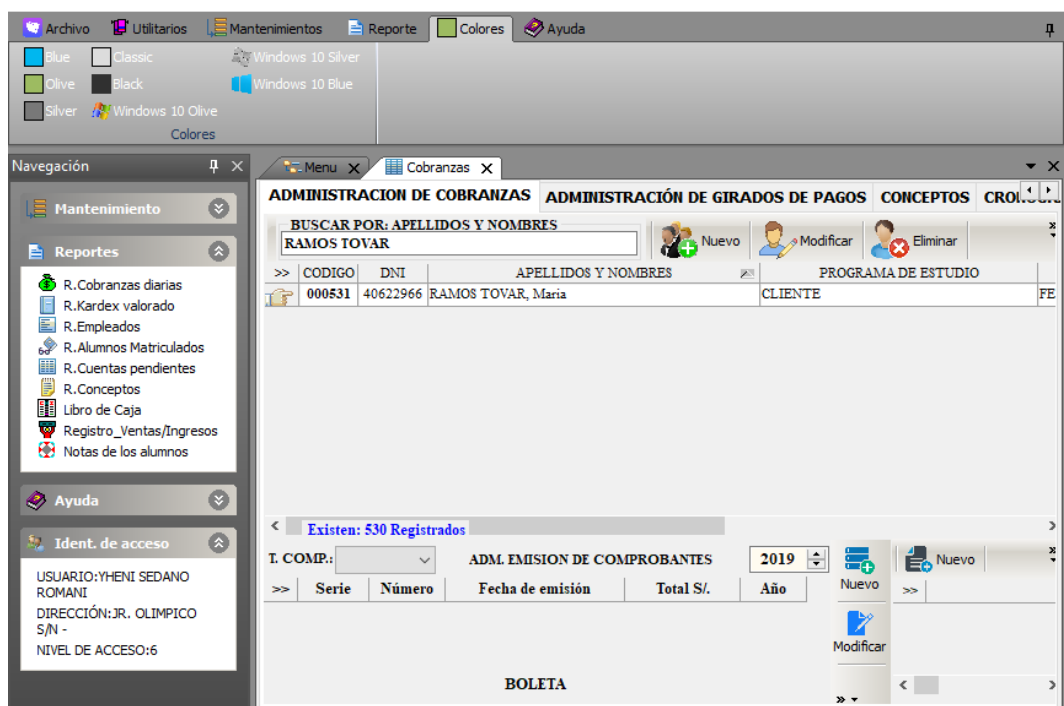 Archivo Utilitarios Mantenimientos Reporte Colores Ayuda
Blue Classic Windows 10 Silver
Olive Black Windows 10 Blue
Silver Windows 10 Olive
Colores
Navegación
Mantenimiento
Reportes
R.Cobranzas diarias
R.Kardex valorado
R.Empleados
R.Alumnos Matriculados
R.Cuentas pendientes
R.Conceptos
Libro de Caja
Registro_Ventas/Ingresos
Notas de los alumnos
Ayuda
Ident. de acceso
USUARIO:YHENI SEDANO
ROMANI
DIRECCIÓN:JR. OLIMPICO
S/N -
NIVEL DE ACCESO:6
Menu X Cobranzas X
ADMINISTRACION DE COBRANZAS ADMINISTRACIÓN DE GIRADOS DE PAGOS CONCEPTOS
BUSCAR POR: APELLIDOS Y NOMBRES
RAMOS TOVAR
Nuevo Modificar Eliminar
>> CODIGO DNI APELLIDOS Y NOMBRES PROGRAMA DE ESTUDIO
000531 40622966 RAMOS TOVAR, Maria CLIENTE FE
Existen: 530 Registrados
T. COMP.: ADM. EMISION DE COMPROBANTES 2019
>> Serie Número Fecha de emisión Total S/. Año
BOLETA
Nuevo
Modificar
Nuevo
>>